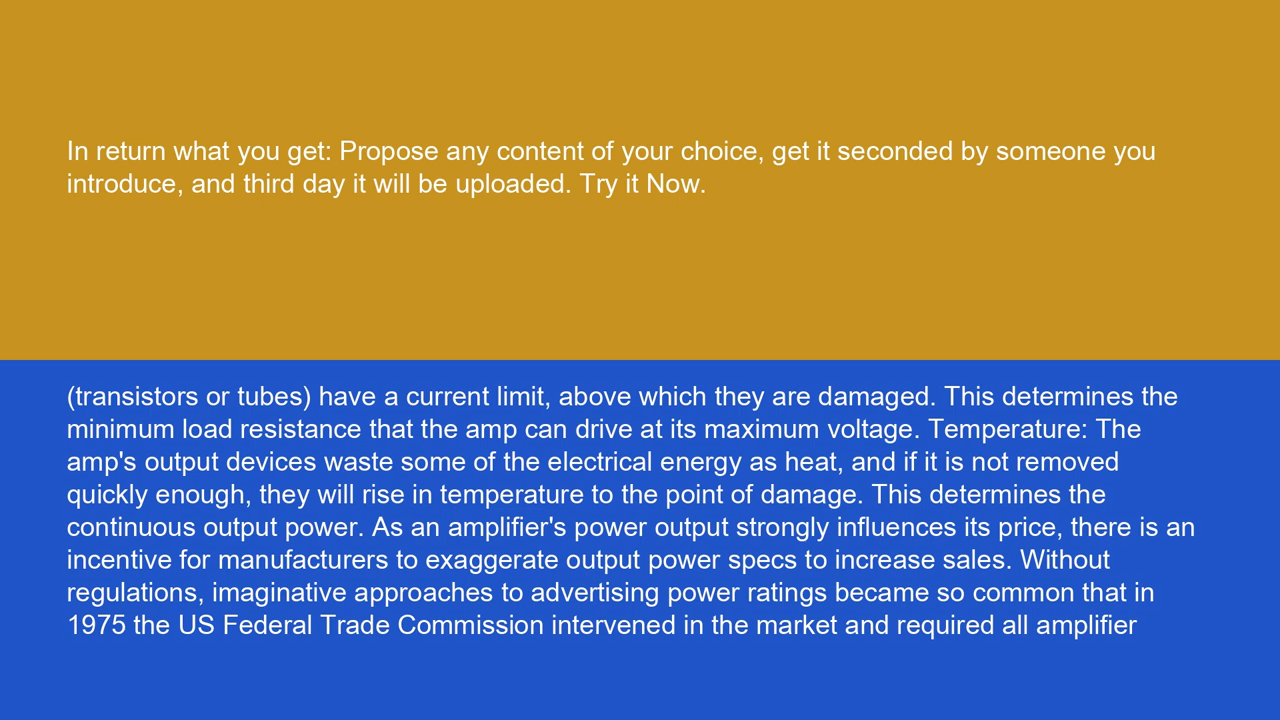 In return what you get: Propose any content of your choice, get it seconded by someone you
introduce, and third day it will be uploaded. Try it Now.
(transistors or tubes) have a current limit, above which they are damaged. This determines the
minimum load resistance that the amp can drive at its maximum voltage. Temperature: The
amp's output devices waste some of the electrical energy as heat, and if it is not removed
quickly enough, they will rise in temperature to the point of damage. This determines the
continuous output power. As an amplifier's power output strongly influences its price, there is an
incentive for manufacturers to exaggerate output power specs to increase sales. Without
regulations, imaginative approaches to advertising power ratings became so common that in
1975 the US Federal Trade Commission intervened in the market and required all amplifier